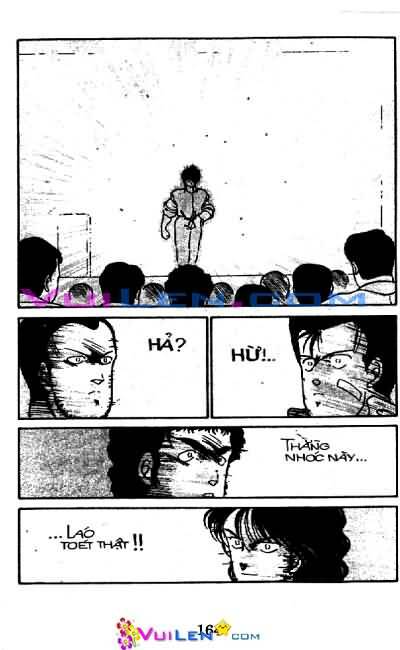 VUILEN.COM
HẢ?
HỪ!..
THẰNG
NHÓC NÀY...
...LÁO
TOÉT THẬT!!
164
VUILEN.COM